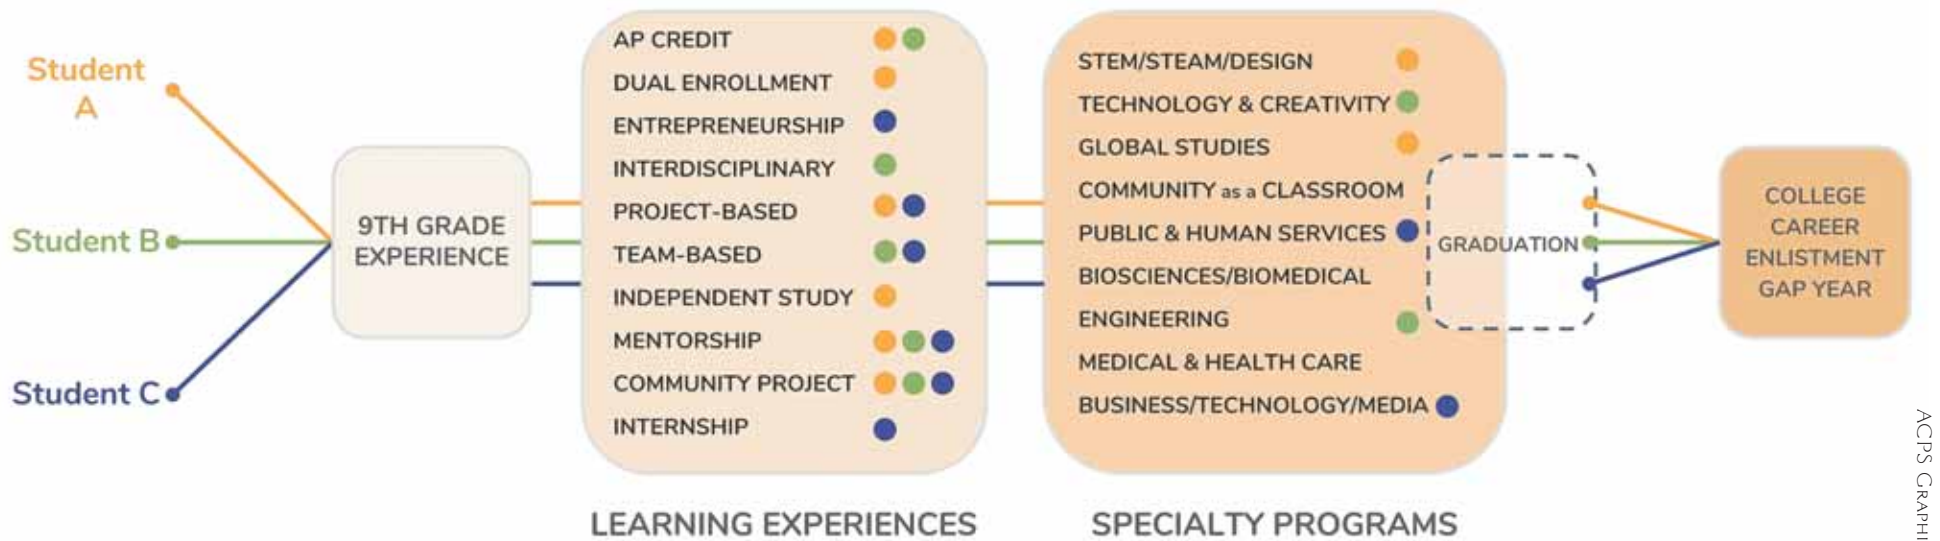 Student
A
Student B
Student C
9TH GRADE
EXPERIENCE
AP CREDIT
DUAL ENROLLMENT
ENTREPRENEURSHIP
INTERDISCIPLINARY
PROJECT-BASED
TEAM-BASED
INDEPENDENT STUDY
MENTORSHIP
COMMUNITY PROJECT
INTERNSHIP
LEARNING EXPERIENCES
STEM/STEAM/DESIGN
TECHNOLOGY & CREATIVITY
GLOBAL STUDIES
COMMUNITY as a CLASSROOM
PUBLIC & HUMAN SERVICES
BIOSCIENCES/BIOMEDICAL
ENGINEERING
MEDICAL & HEALTH CARE
BUSINESS/TECHNOLOGY/MEDIA
SPECIALTY PROGRAMS
GRADUATION
COLLEGE
CAREER
ENLISTMENT
GAP YEAR
ACPS GRAPHI